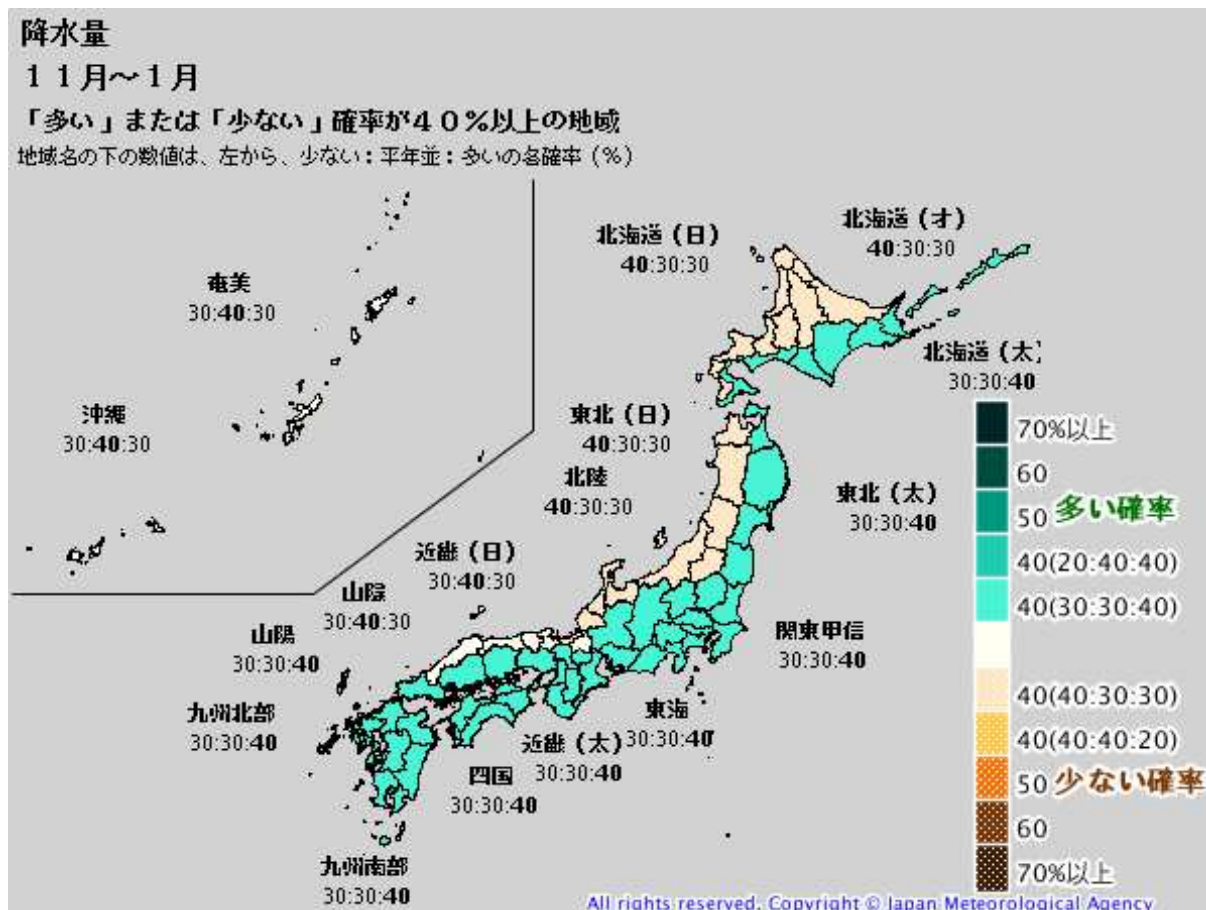 降水量
１１月～１月
「多い」または「少ない」確率が４０％以上の地域
地域名の下の数値は、左から、少ない：平年並：多いの各確率（％）
北海道（日）
40:30:30
北海道（オ）
40:30:30
奄美
30:40:30
北海道（太）
30:30:40
沖縄
30:40:30
東北（日）
40:30:30
北陸
40:30:30
東北（太）
30:30:40
近畿（日）
30:40:30
山陰
30:40:30
山陽
30:30:40
関東甲信
30:30:40
九州北部
30:30:40
東海
30:30:40
近畿（太）
30:30:40
四国
30:30:40
九州南部
30:30:40
70%以上
60
50 多い確率
40(20:40:40)
40(30:30:40)
40(40:30:30)
40(40:40:20)
50 少ない確率
60
70%以上
All rights reserved. Copyright © Japan Meteorological Agency